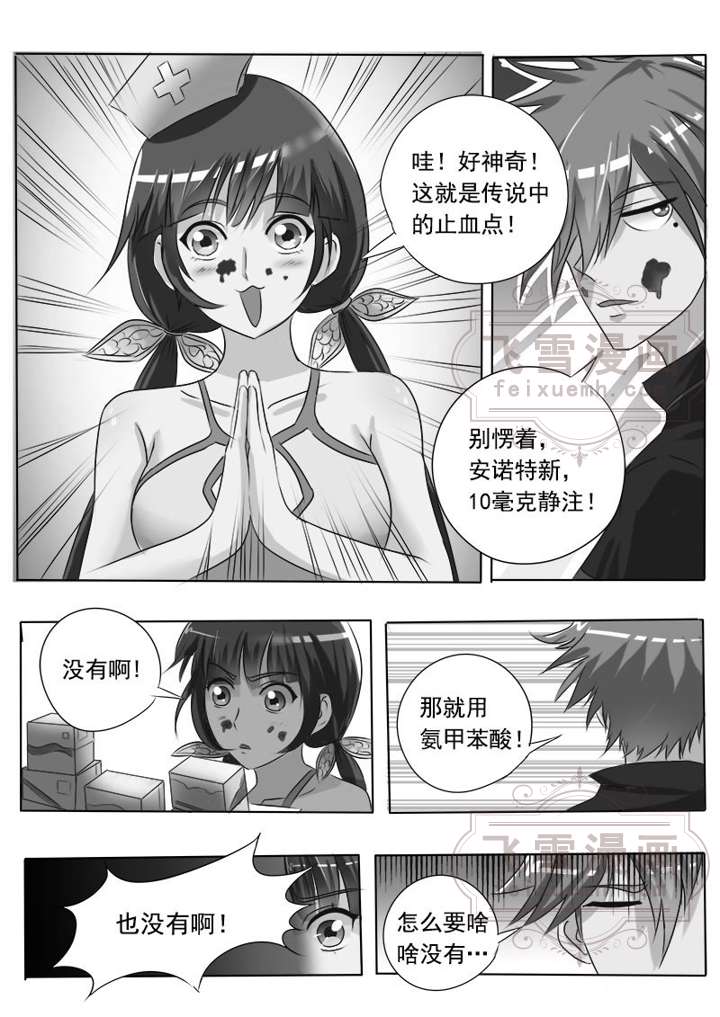 哇！好神奇！
这就是传说中
的止血点！
飞雪漫画
feixuemh.com
别愣着，
安诺特新，
10毫克静注！
没有啊！
那就用
氨甲苯酸！
飞雪漫画
也没有啊！
怎么要啥
啥没有…